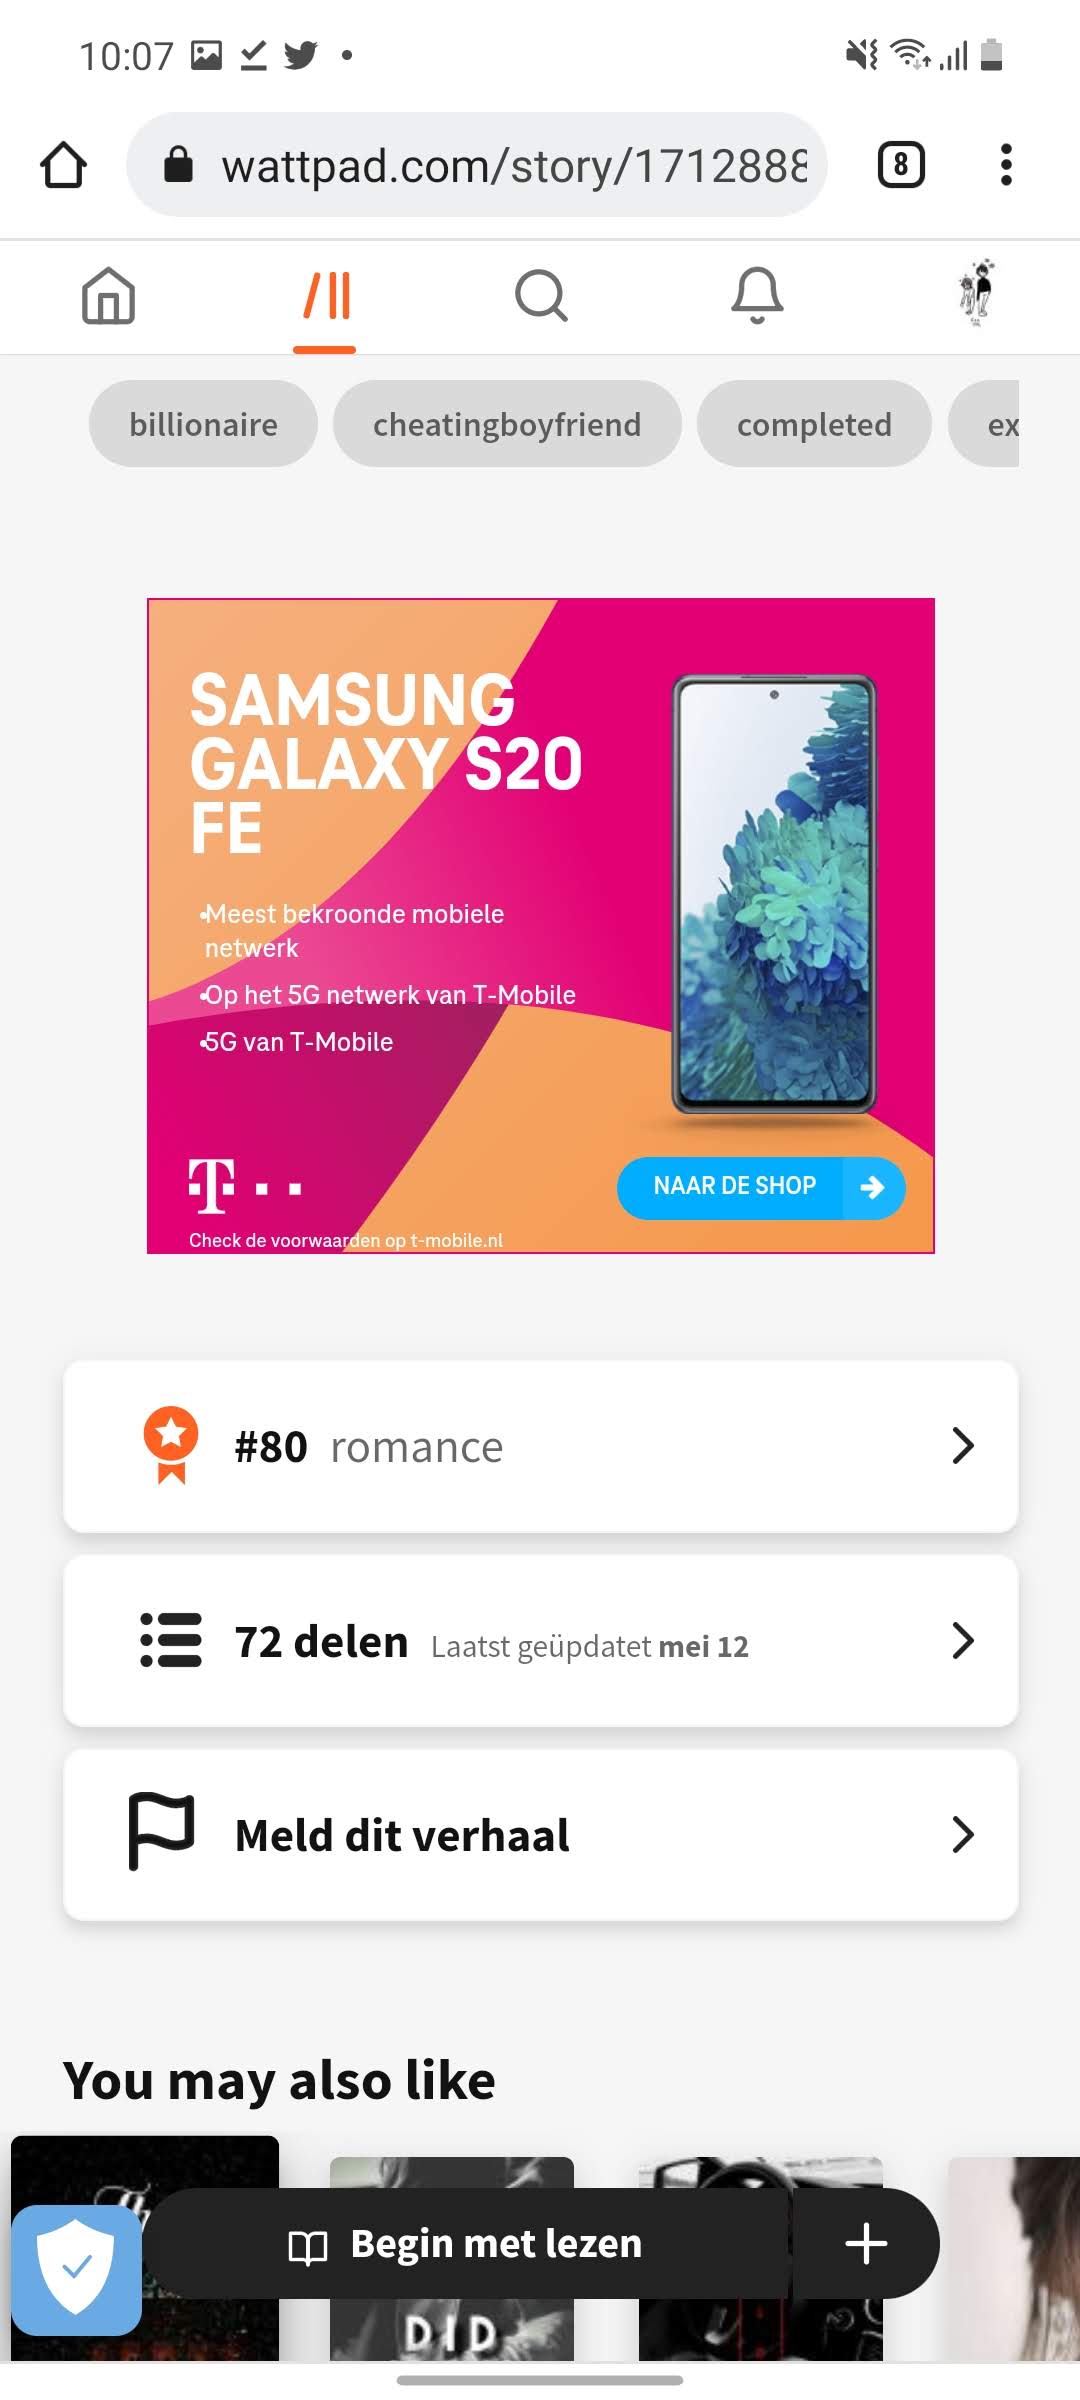 10:07
wattpad.com/story/1712888
8
billionaire
cheatingboyfriend
completed
ex
SAMSUNG
GALAXY S20
FE
•Meest bekroonde mobiele
netwerk
•Op het 5G netwerk van T-Mobile
•5G van T-Mobile
T
NAAR DE SHOP
Check de voorwaarden op t-mobile.nl
#80 romance
72 delen Laatst geüpdatet mei 12
Meld dit verhaal
You may also like
Begin met lezen
DID